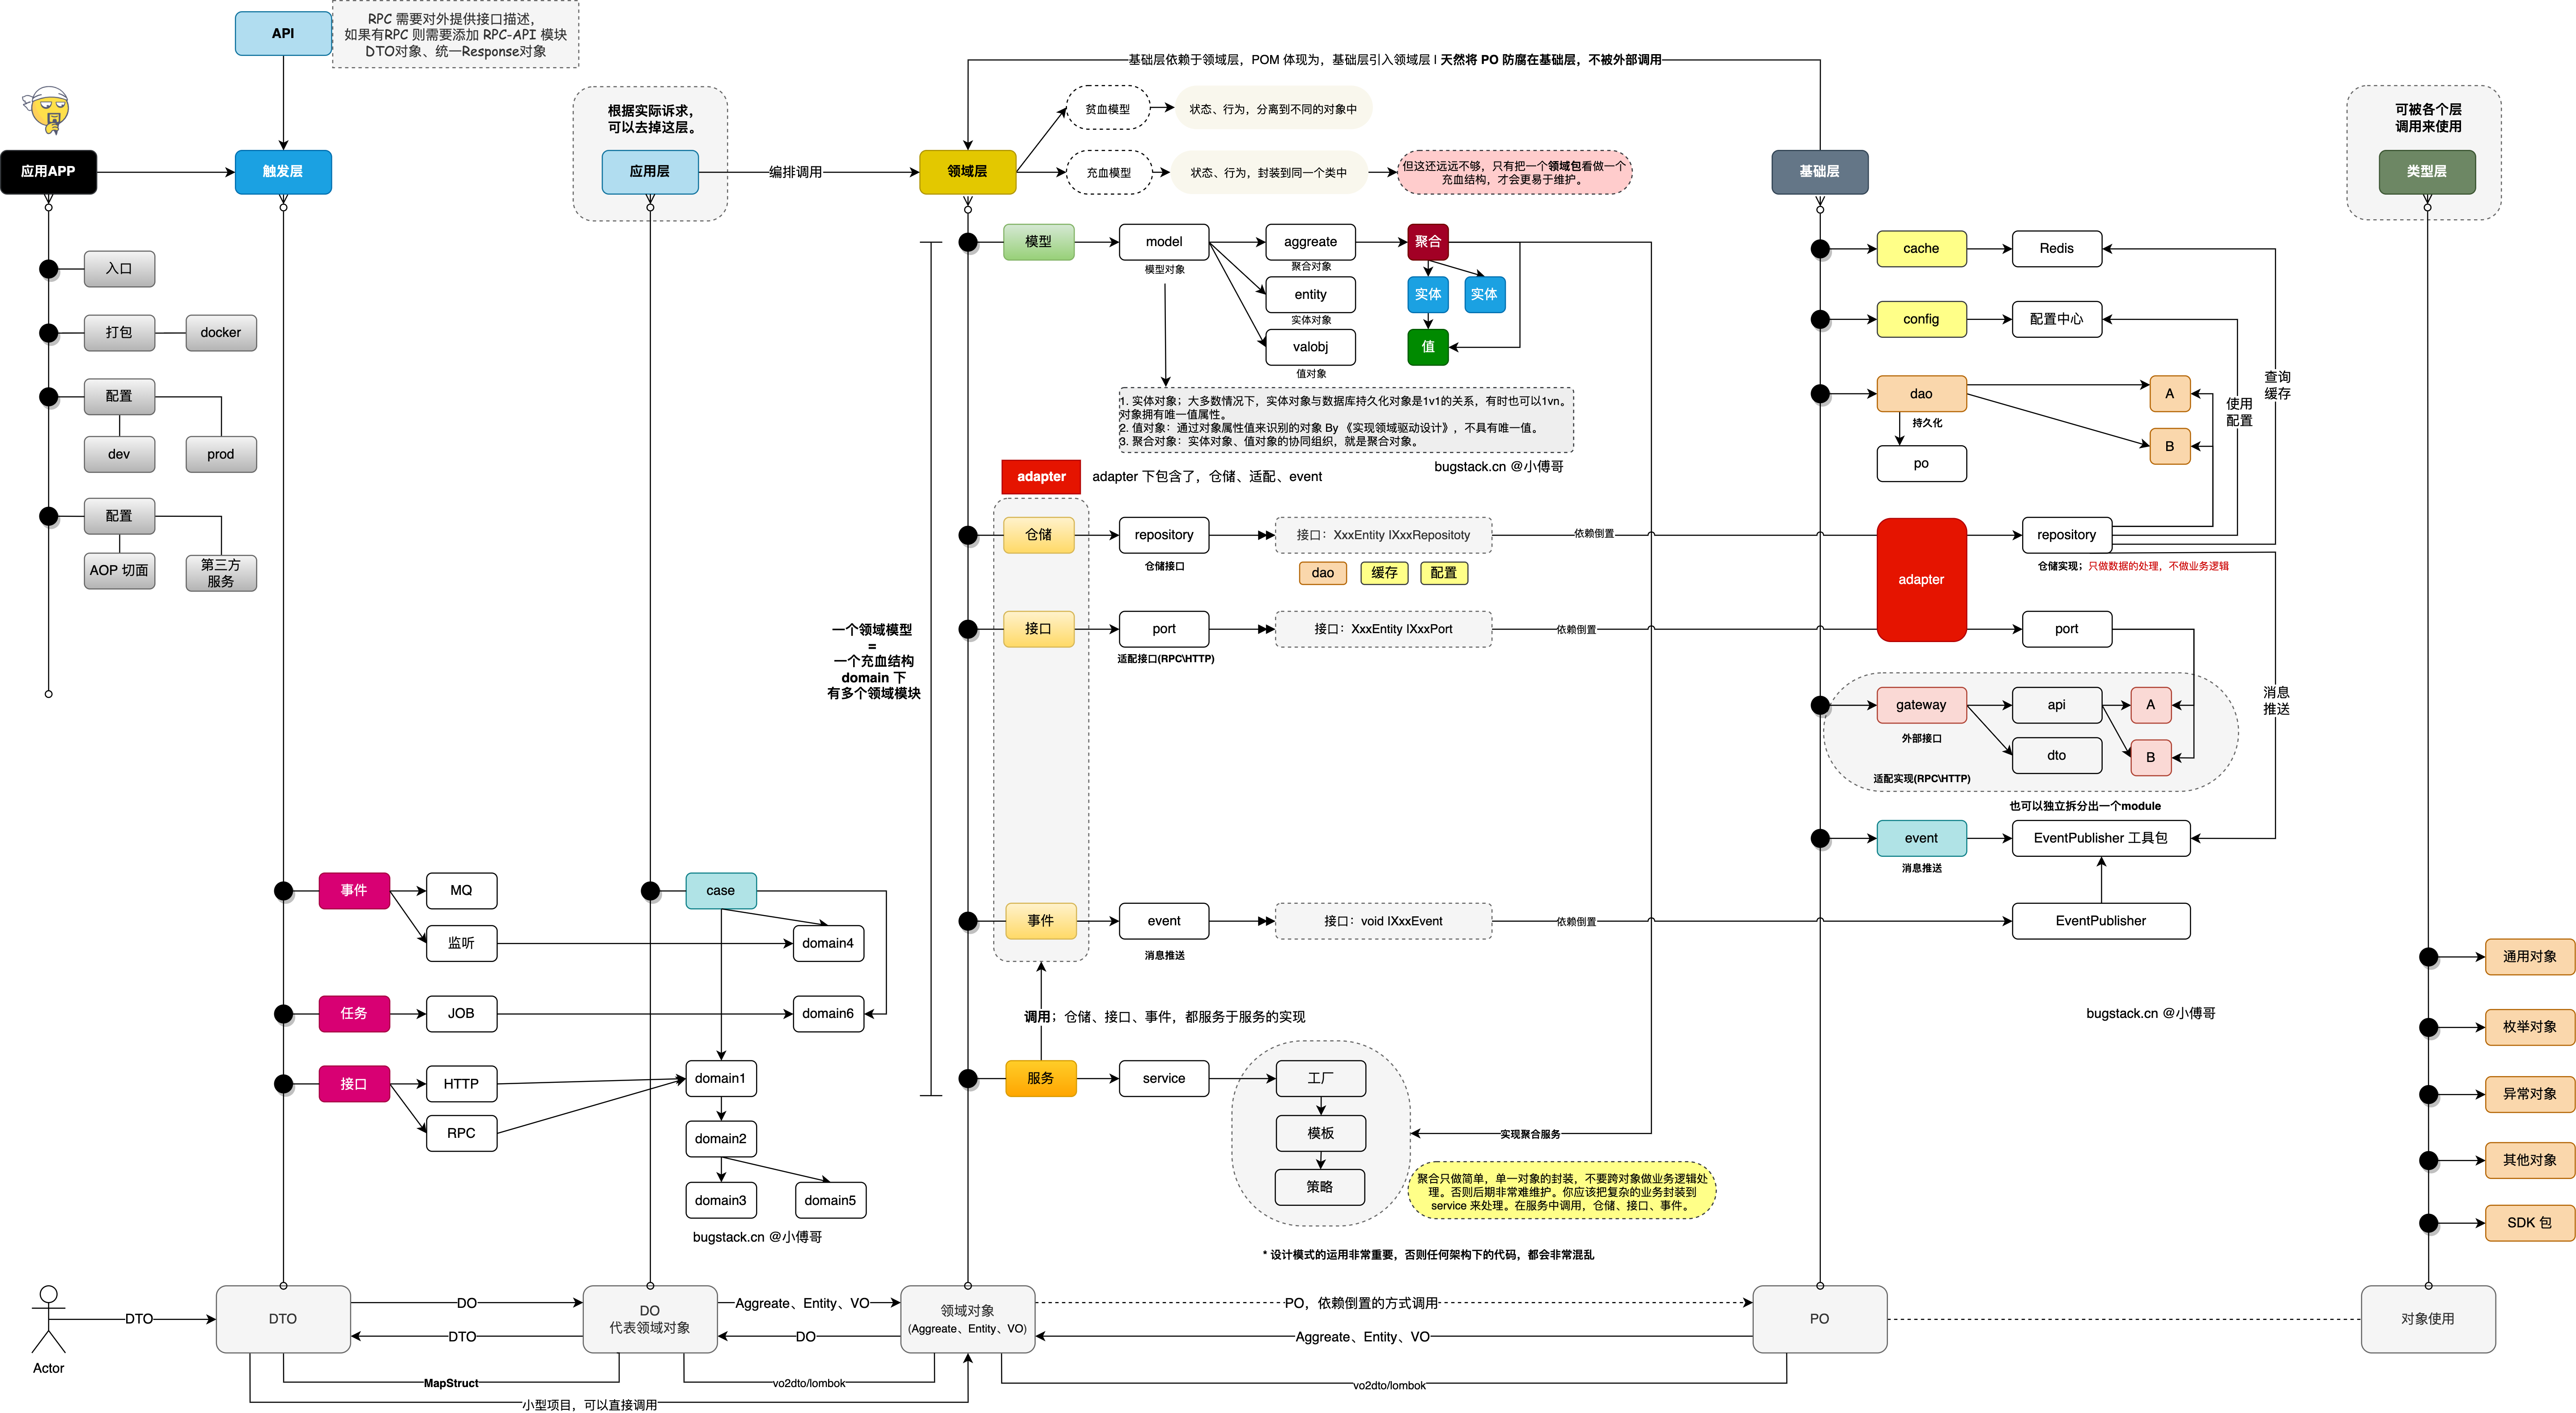 API
RPC 需要对外提供接口描述，
如果有RPC 则需要添加 RPC-API 模块
DTO对象、统一Response对象
基础层依赖于领域层，POM 体现为，基础层引入领域层 | 天然将 PO 防腐在基础层，不被外部调用
根据实际诉求，
可以去掉这层。
贫血模型
状态、行为，分离到不同的对象中
可被各个层
调用来使用
应用APP
触发层
应用层
编排调用
领域层
充血模型
状态、行为，封装到同一个类中
但这还远远不够，只有把一个领域包看做一个
充血结构，才会更易于维护。
基础层
类型层
入口
打包
docker
配置
dev
prod
配置
AOP 切面
第三方
服务
模型
model
模型对象
aggreate
聚合对象
entity
实体对象
valobj
值对象
聚合
实体
实体
值
1. 实体对象；大多数情况下，实体对象与数据库持久化对象是1v1的关系，有时也可以1vn。
对象拥有唯一值属性。
2. 值对象：通过对象属性值来识别的对象 By 《实现领域驱动设计》，不具有唯一值。
3. 聚合对象：实体对象、值对象的协同组织，就是聚合对象。
bugstack.cn @小傅哥
adapter
adapter 下包含了，仓储、适配、event
仓储
repository
仓储接口
接口：XxxEntity IXxxRepositoty
依赖倒置
dao
缓存
配置
一个领域模型
=
一个充血结构
domain 下
有多个领域模块
接口
port
适配接口(RPC\HTTP)
接口：XxxEntity IXxxPort
依赖倒置
事件
event
消息推送
接口：void IXxxEvent
依赖倒置
调用；仓储、接口、事件，都服务于服务的实现
服务
service
工厂
模板
策略
实现聚合服务
聚合只做简单，单一对象的封装，不要跨对象做业务逻辑处
理。否则后期非常难维护。你应该把复杂的业务封装到
service 来处理。在服务中调用，仓储、接口、事件。
* 设计模式的运用非常重要，否则任何架构下的代码，都会非常混乱
cache
Redis
config
配置中心
dao
持久化
po
A
B
查询
缓存
使用
配置
adapter
repository
仓储实现；只做数据的处理，不做业务逻辑
port
gateway
外部接口
api
dto
A
B
适配实现(RPC\HTTP)
也可以独立拆分出一个module
消息
推送
event
消息推送
EventPublisher 工具包
EventPublisher
bugstack.cn @小傅哥
通用对象
枚举对象
异常对象
其他对象
SDK 包
事件
MQ
监听
任务
JOB
接口
HTTP
RPC
case
domain4
domain6
domain1
domain2
domain3
domain5
bugstack.cn @小傅哥
Actor
DTO
DTO
DO
DTO
DO
代表领域对象
Aggreate、Entity、VO
DO
领域对象
(Aggreate、Entity、VO)
PO，依赖倒置的方式调用
Aggreate、Entity、VO
PO
对象使用
MapStruct
vo2dto/lombok
vo2dto/lombok
小型项目，可以直接调用